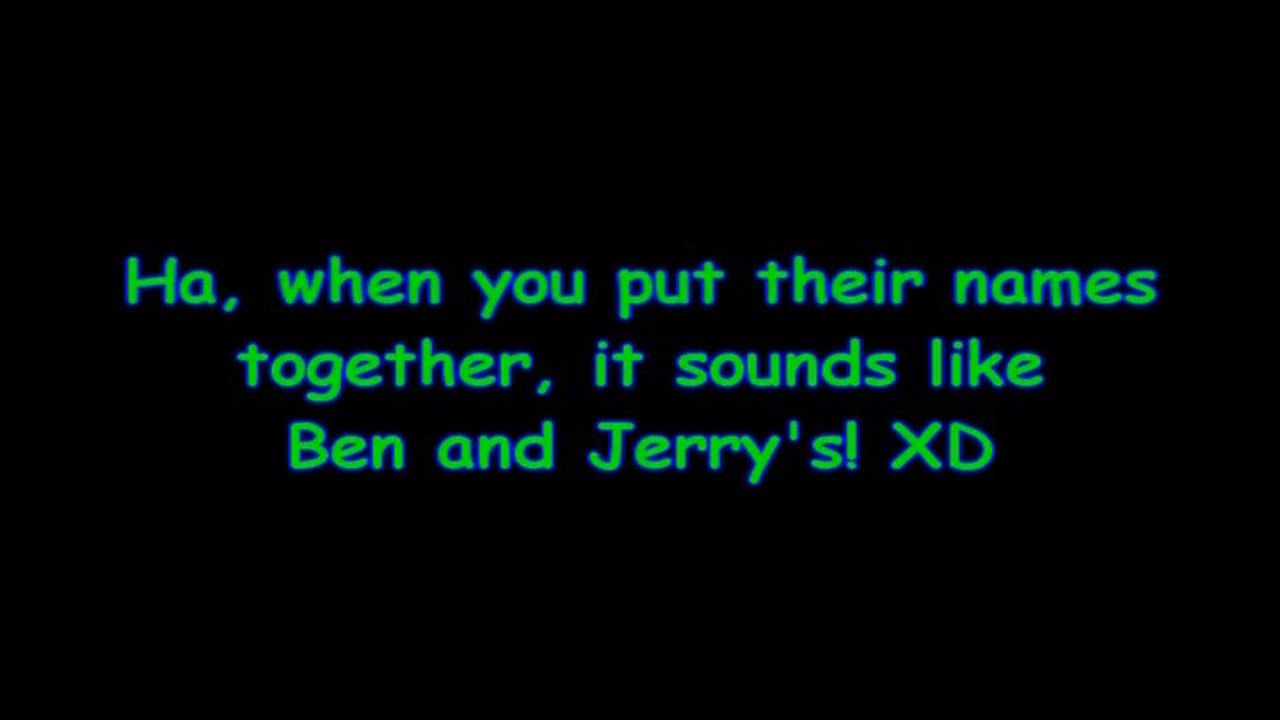 Ha, when you put their names
together, it sounds like
Ben and Jerry's! XD